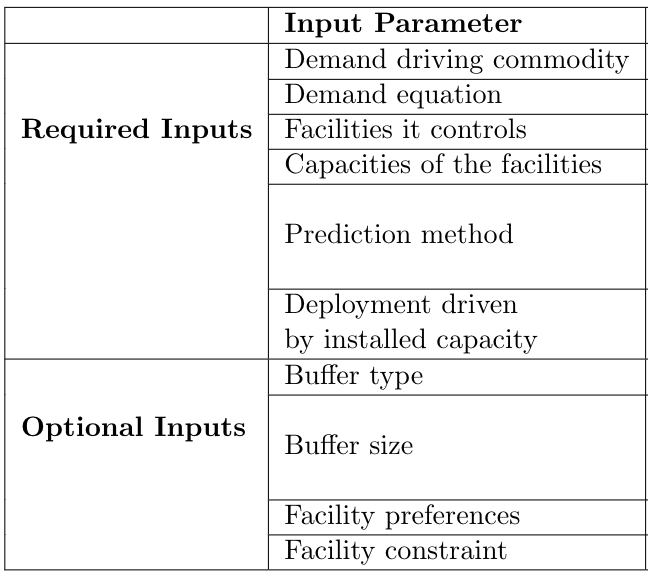 Input Parameter
Demand driving commodity
Demand equation
Required Inputs
Facilities it controls
Capacities of the facilities
Prediction method
Deployment driven
by installed capacity
Buffer type
Optional Inputs
Buffer size
Facility preferences
Facility constraint